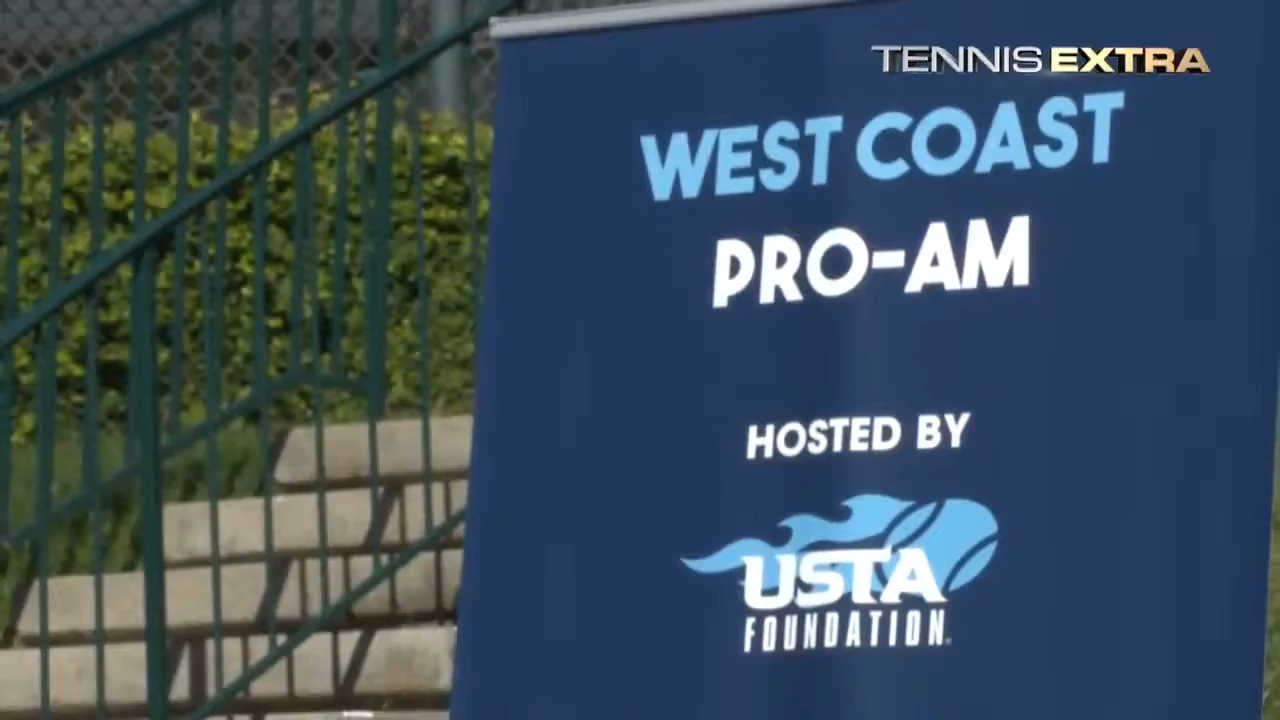 TENNIS EXTRA
WEST COAST
PRO-AM
HOSTED BY
USTA
FOUNDATION